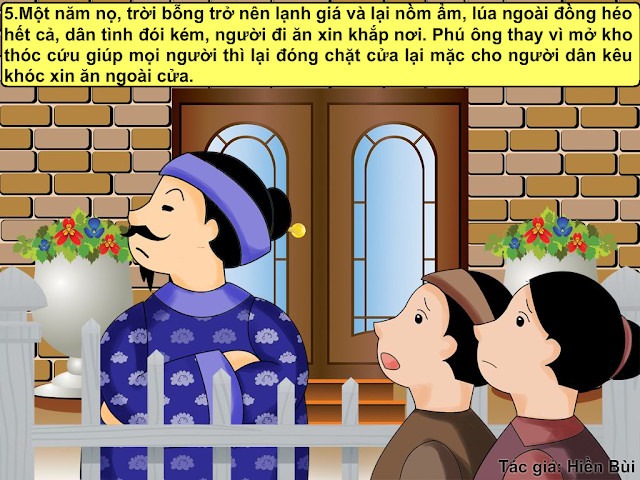 5.Một năm nọ, trời bỗng trở nên lạnh giá và lại nồm ẩm, lúa ngoài đồng héo
hết cả, dân tình đói kém, người đi ăn xin khắp nơi. Phú ông thay vì mở kho
thóc cứu giúp mọi người thì lại đóng chặt cửa lại mặc cho người dân kêu
khóc xin ăn ngoài cửa.
Tác giả: Hiền Bùi